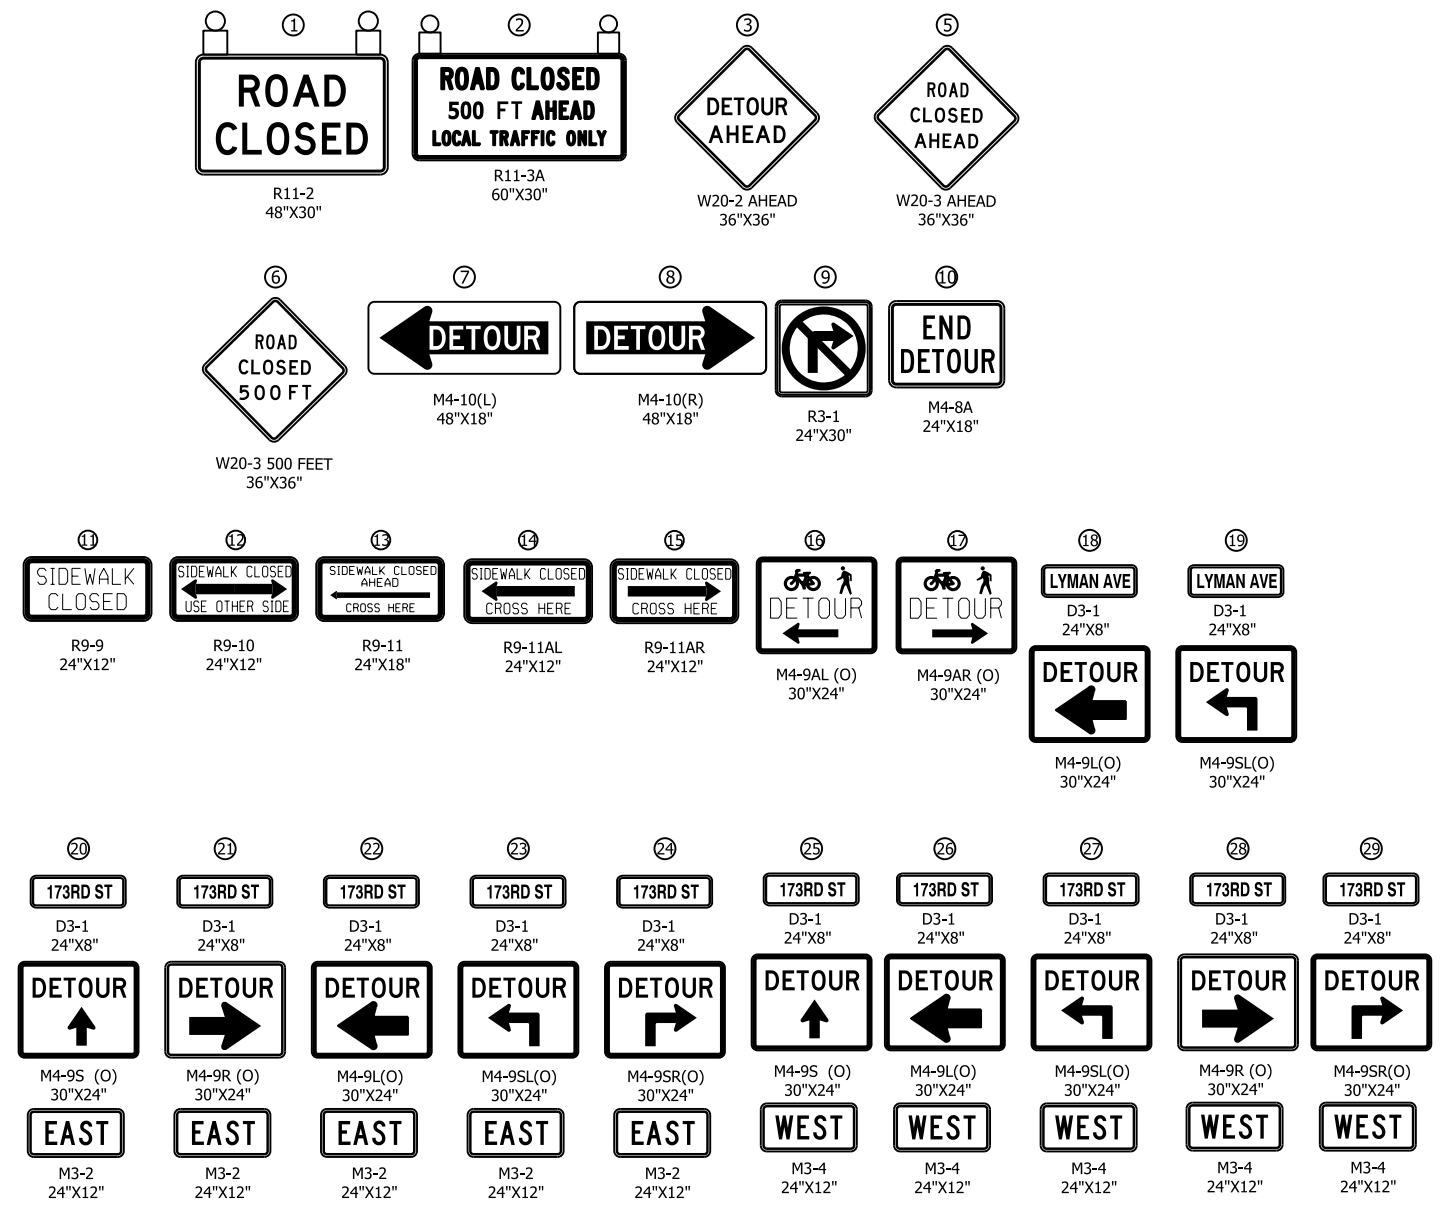 1
ROAD
CLOSED
R11-2
48"X30"
2
ROAD CLOSED
500 FT AHEAD
LOCAL TRAFFIC ONLY
R11-3A
60"X30"
3
DETOUR
AHEAD
W20-2 AHEAD
36"X36"
5
ROAD
CLOSED
AHEAD
W20-3 AHEAD
36"X36"
6
ROAD
CLOSED
500 FT
W20-3 500 FEET
36"X36"
7
DETOUR
M4-10(L)
48"X18"
8
DETOUR
M4-10(R)
48"X18"
9
R3-1
24"X30"
10
END
DETOUR
M4-8A
24"X18"
11
SIDEWALK
CLOSED
R9-9
24"X12"
12
SIDEWALK CLOSED
USE OTHER SIDE
R9-10
24"X12"
13
SIDEWALK CLOSED
AHEAD
CROSS HERE
R9-11
24"X18"
14
SIDEWALK CLOSED
CROSS HERE
R9-11AL
24"X12"
15
SIDEWALK CLOSED
CROSS HERE
R9-11AR
24"X12"
16
DETOUR
M4-9AL (O)
30"X24"
17
DETOUR
M4-9AR (O)
30"X24"
18
LYMAN AVE
D3-1
24"X8"
DETOUR
M4-9L(O)
30"X24"
19
LYMAN AVE
D3-1
24"X8"
DETOUR
M4-9SL(O)
30"X24"
20
173RD ST
D3-1
24"X8"
DETOUR
M4-9S (O)
30"X24"
EAST
M3-2
24"X12"
21
173RD ST
D3-1
24"X8"
DETOUR
M4-9R (O)
30"X24"
EAST
M3-2
24"X12"
22
173RD ST
D3-1
24"X8"
DETOUR
M4-9L(O)
30"X24"
EAST
M3-2
24"X12"
23
173RD ST
D3-1
24"X8"
DETOUR
M4-9SL(O)
30"X24"
EAST
M3-2
24"X12"
24
173RD ST
D3-1
24"X8"
DETOUR
M4-9SR(O)
30"X24"
EAST
M3-2
24"X12"
25
173RD ST
D3-1
24"X8"
DETOUR
M4-9S (O)
30"X24"
WEST
M3-4
24"X12"
26
173RD ST
D3-1
24"X8"
DETOUR
M4-9L(O)
30"X24"
WEST
M3-4
24"X12"
27
173RD ST
D3-1
24"X8"
DETOUR
M4-9SL(O)
30"X24"
WEST
M3-4
24"X12"
28
173RD ST
D3-1
24"X8"
DETOUR
M4-9R (O)
30"X24"
WEST
M3-4
24"X12"
29
173RD ST
D3-1
24"X8"
DETOUR
M4-9SR(O)
30"X24"
WEST
M3-4
24"X12"